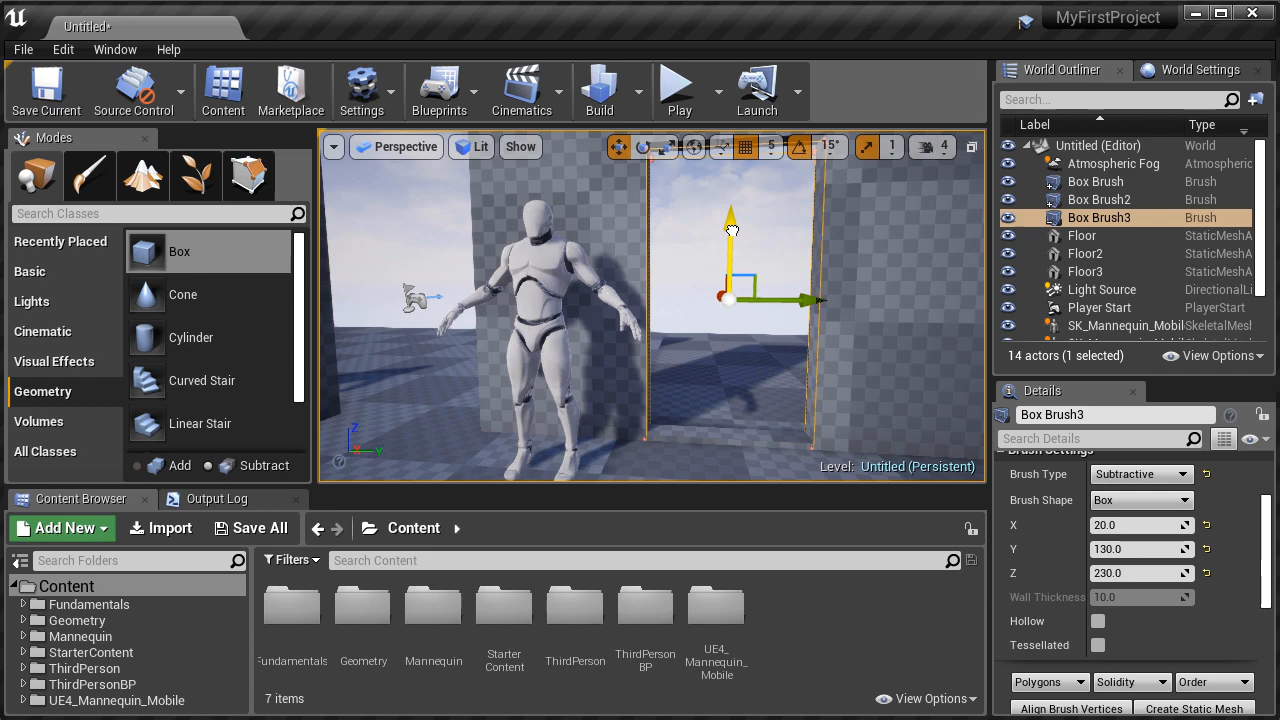 Untitled*
MyFirstProject
File Edit Window Help
Save Current Source Control Content Marketplace Settings Blueprints Cinematics Build Play Launch
Modes
Search Classes
Recently Placed
Basic
Lights
Cinematic
Visual Effects
Geometry
Volumes
All Classes
Box
Cone
Cylinder
Curved Stair
Linear Stair
Add Subtract
Perspective Lit Show 5 15° 1 4
Z
X Y
Level: Untitled (Persistent)
World Outliner World Settings
Search...
Label Type
Untitled (Editor) World
Atmospheric Fog Atmospheric
Box Brush Brush
Box Brush2 Brush
Box Brush3 Brush
Floor StaticMeshA
Floor2 StaticMeshA
Floor3 StaticMeshA
Light Source DirectionalLi
Player Start PlayerStart
SK_Mannequin_Mobil SkeletalMesh
14 actors (1 selected) View Options
Details
Box Brush3
Search Details
Brush Settings
Brush Type Subtractive
Brush Shape Box
X 20.0
Y 130.0
Z 230.0
Wall Thickness 10.0
Hollow
Tessellated
Polygons Solidity Order
Align Brush Vertices Create Static Mesh
Content Browser Output Log
Add New Import Save All Content
Search Folders
Content
Fundamentals
Geometry
Mannequin
StarterContent
ThirdPerson
ThirdPersonBP
UE4_Mannequin_Mobile
Filters Search Content
Fundamentals
Geometry
Mannequin
Starter
Content
ThirdPerson
ThirdPerson
BP
UE4_
Mannequin_
Mobile
7 items View Options